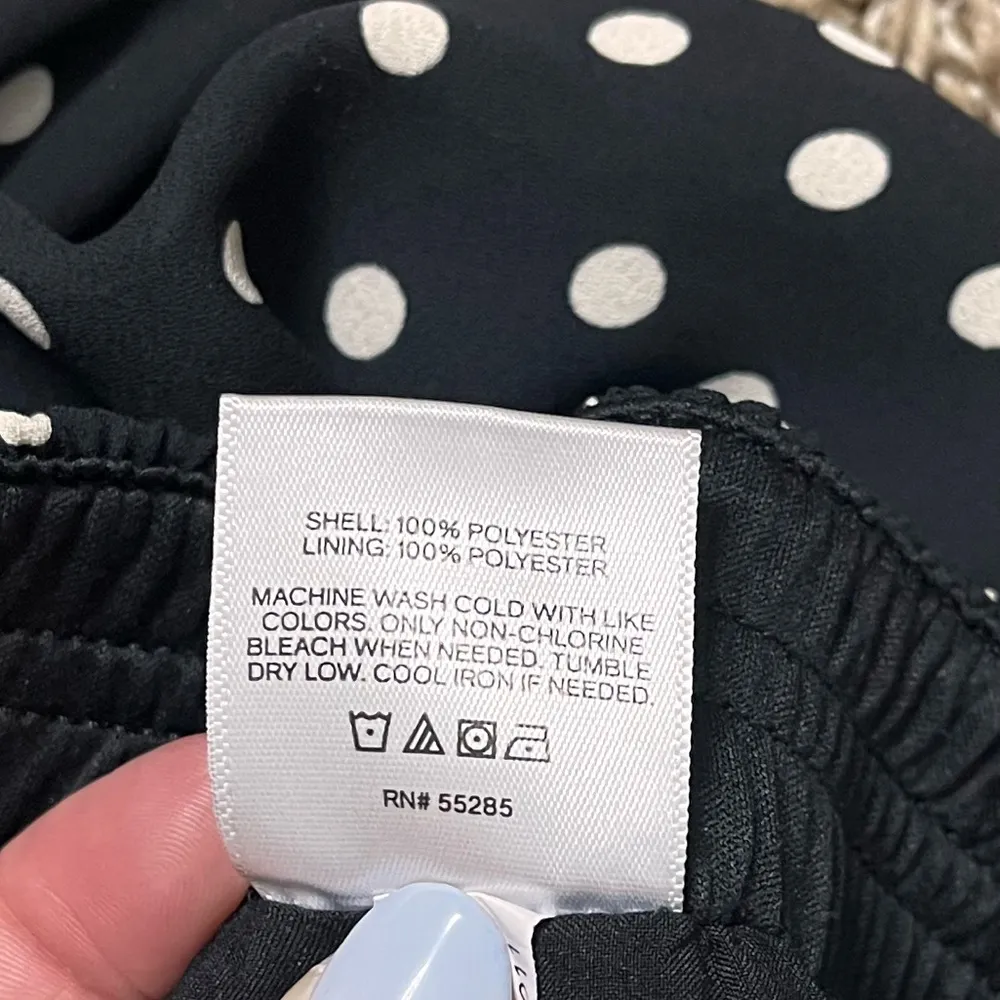 SHELL: 100% POLYESTER
LINING: 100% POLYESTER
MACHINE WASH COLD WITH LIKE
COLORS. ONLY NON-CHLORINE
BLEACH WHEN NEEDED. TUMBLE
DRY LOW. COOL IRON IF NEEDED.
RN# 55285